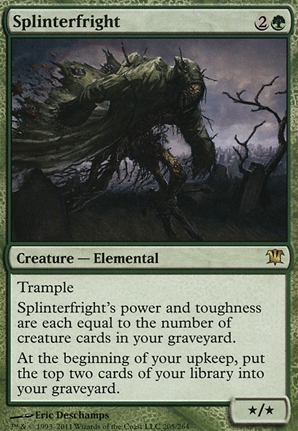 Splinterfright 2
Creature — Elemental
Trample
Splinterfright's power and toughness
are each equal to the number of
creature cards in your graveyard.
At the beginning of your upkeep, put
the top two cards of your library into
your graveyard.
Eric Deschamps
™ & © 1993–2011 Wizards of the Coast LLC 205/264
★/★